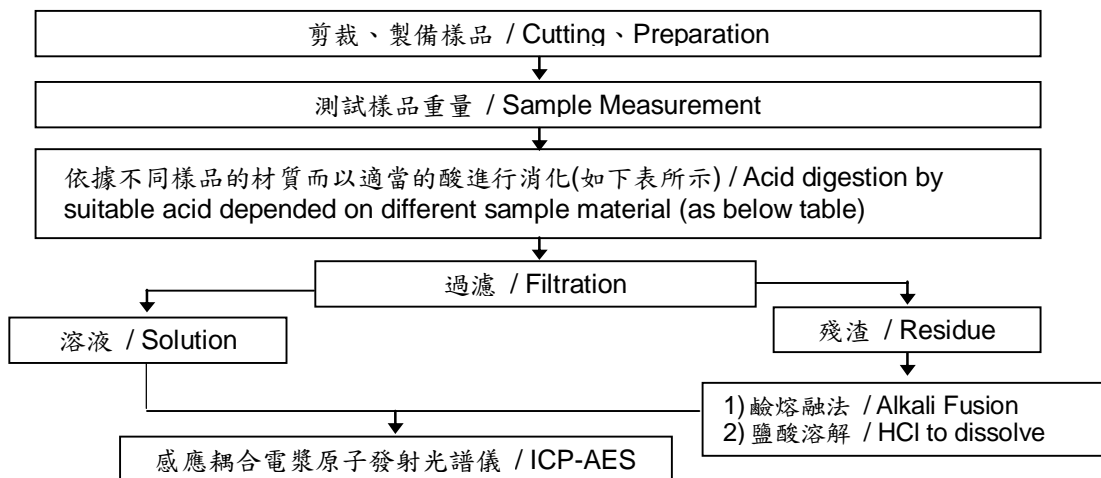 剪裁、製備樣品 / Cutting、Preparation
測試樣品重量 / Sample Measurement
依據不同樣品的材質而以適當的酸進行消化(如下表所示) / Acid digestion by
suitable acid depended on different sample material (as below table)
過濾 / Filtration
溶液 / Solution
殘渣 / Residue
1) 鹼熔融法 / Alkali Fusion
2) 鹽酸溶解 / HCl to dissolve
感應耦合電漿原子發射光譜儀 / ICP-AES